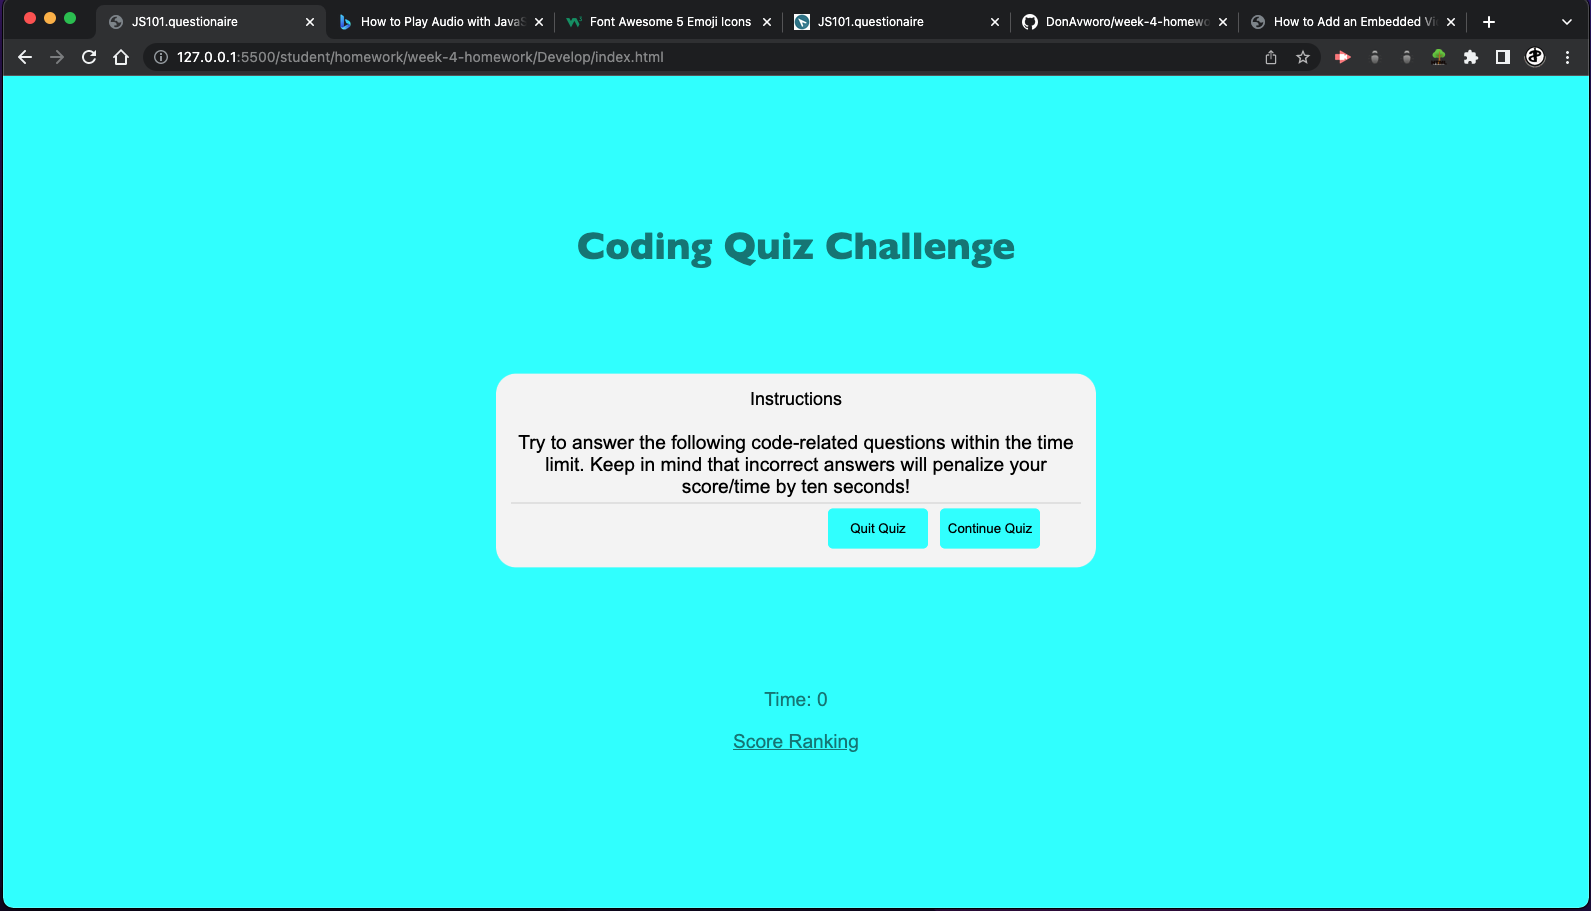 JS101.questionaire
How to Play Audio with JavaS
Font Awesome 5 Emoji Icons
JS101.questionaire
DonAvworo/week-4-homewo
How to Add an Embedded Vi
127.0.0.1:5500/student/homework/week-4-homework/Develop/index.html
Coding Quiz Challenge
Instructions
Try to answer the following code-related questions within the time
limit. Keep in mind that incorrect answers will penalize your
score/time by ten seconds!
Quit Quiz
Continue Quiz
Time: 0
Score Ranking